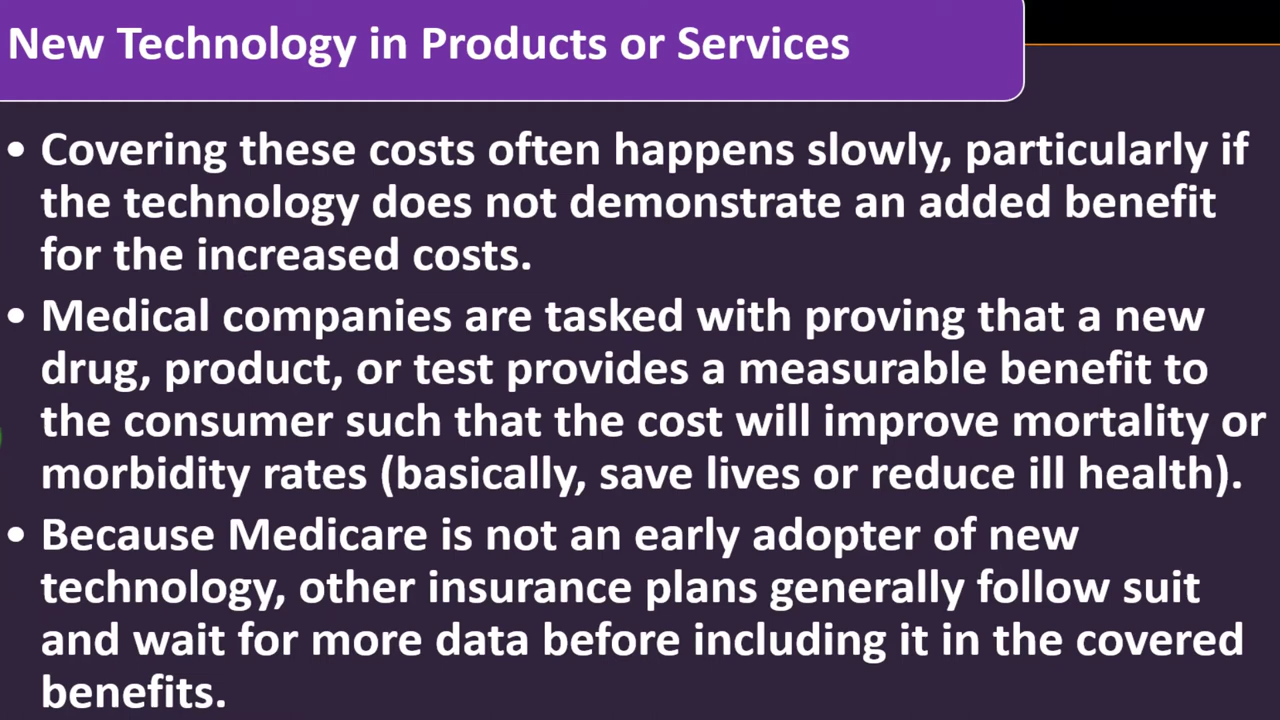 New Technology in Products or Services
• Covering these costs often happens slowly, particularly if
the technology does not demonstrate an added benefit
for the increased costs.
• Medical companies are tasked with proving that a new
drug, product, or test provides a measurable benefit to
the consumer such that the cost will improve mortality or
morbidity rates (basically, save lives or reduce ill health).
• Because Medicare is not an early adopter of new
technology, other insurance plans generally follow suit
and wait for more data before including it in the covered
benefits.